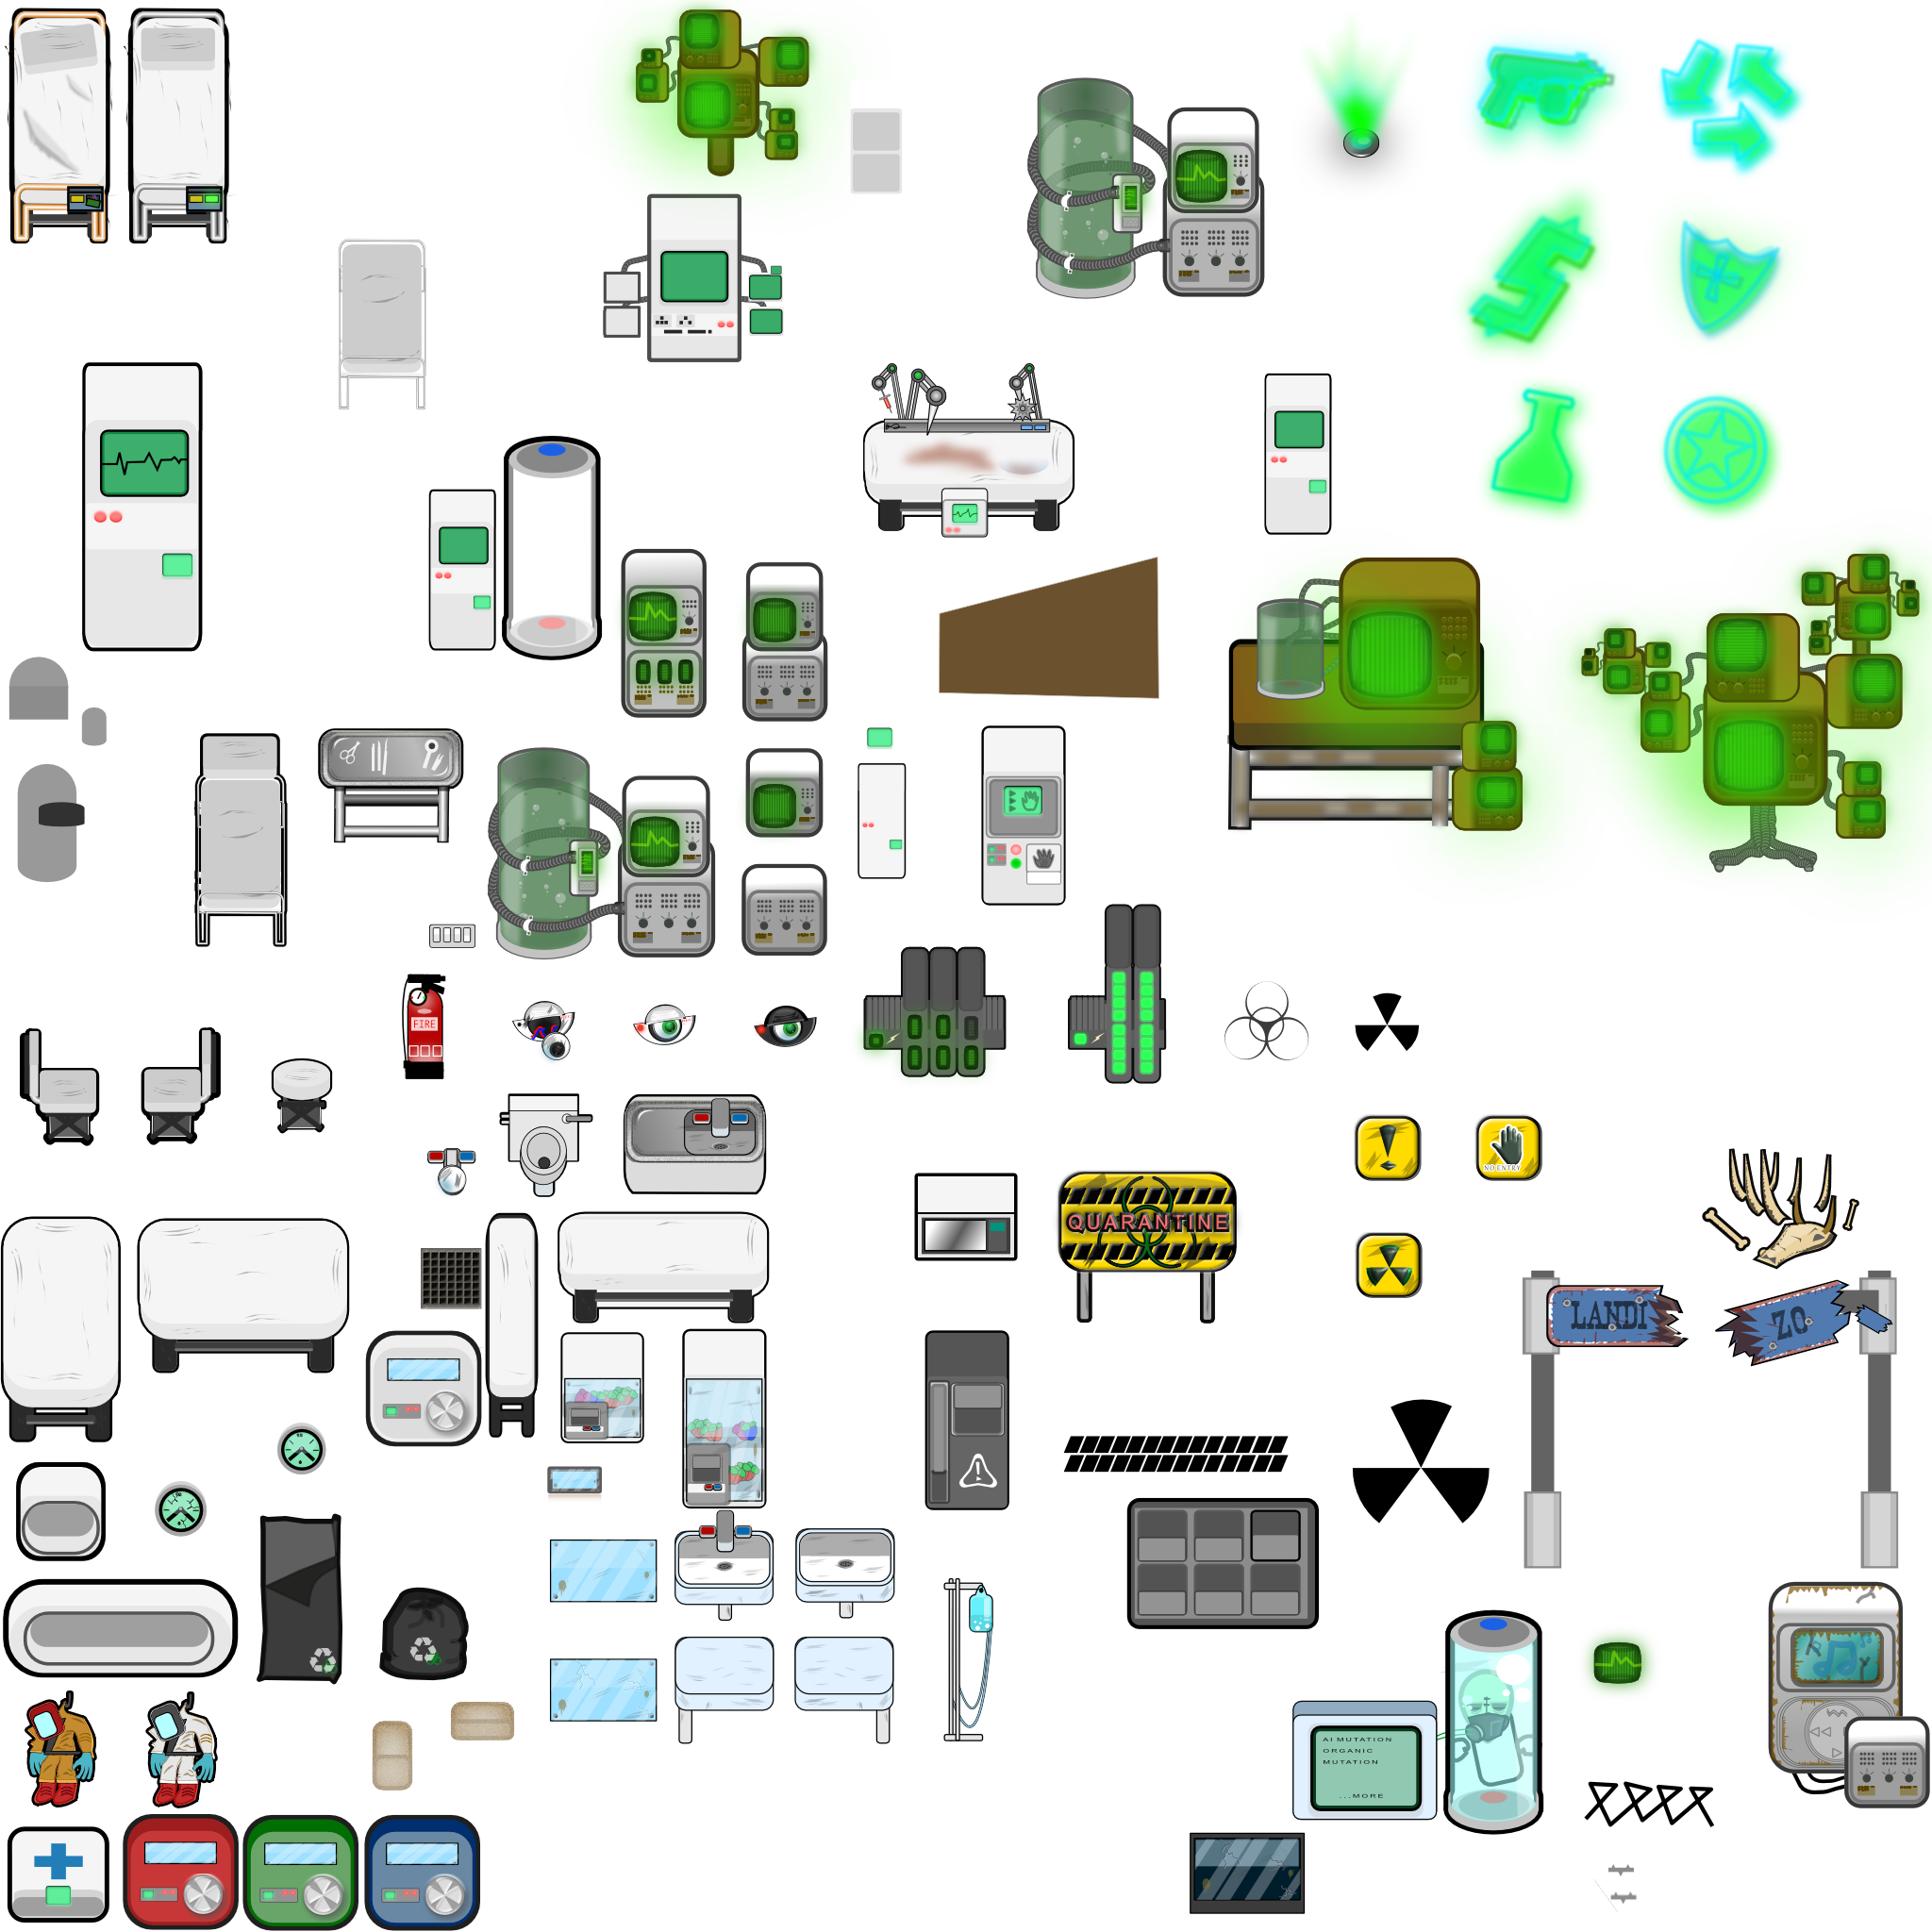 FIRE
NO ENTRY
QUARANTINE
LANDI
ZO
AI MUTATION
ORGANIC
MUTATION
...MORE